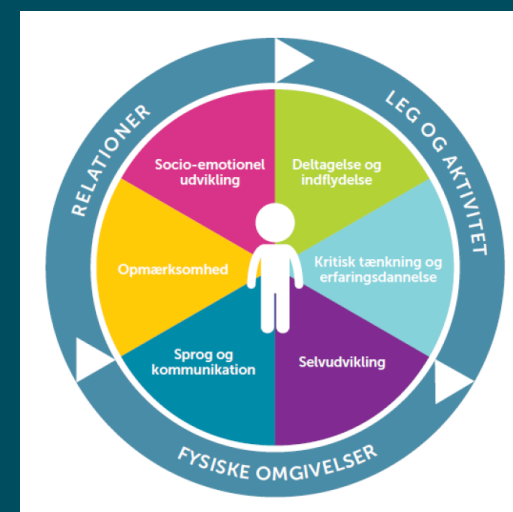 RELATIONER
LEG OG AKTIVITET
Socio-emotionel
udvikling
Deltagelse og
indflydelse
Opmærksomhed
Kritisk tænkning og
erfaringsdannelse
Sprog og
kommunikation
Selvudvikling
FYSISKE OMGIVELSER